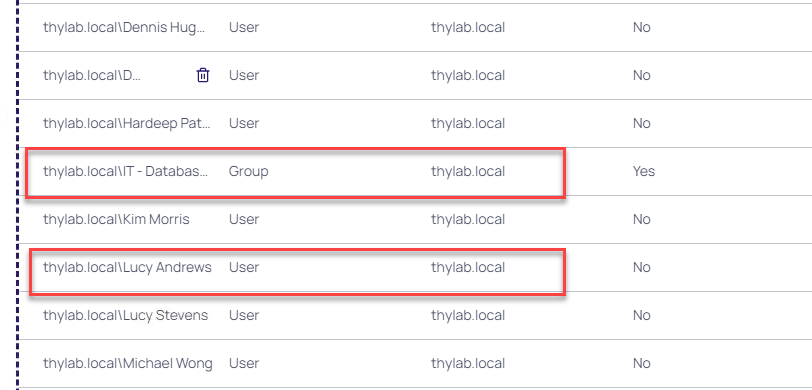 thylab.local\Dennis Hug... User thylab.local No
thylab.local\D... User thylab.local No
thylab.local\Hardeep Pat... User thylab.local No
thylab.local\IT - Databas... Group thylab.local Yes
thylab.local\Kim Morris User thylab.local No
thylab.local\Lucy Andrews User thylab.local No
thylab.local\Lucy Stevens User thylab.local No
thylab.local\Michael Wong User thylab.local No